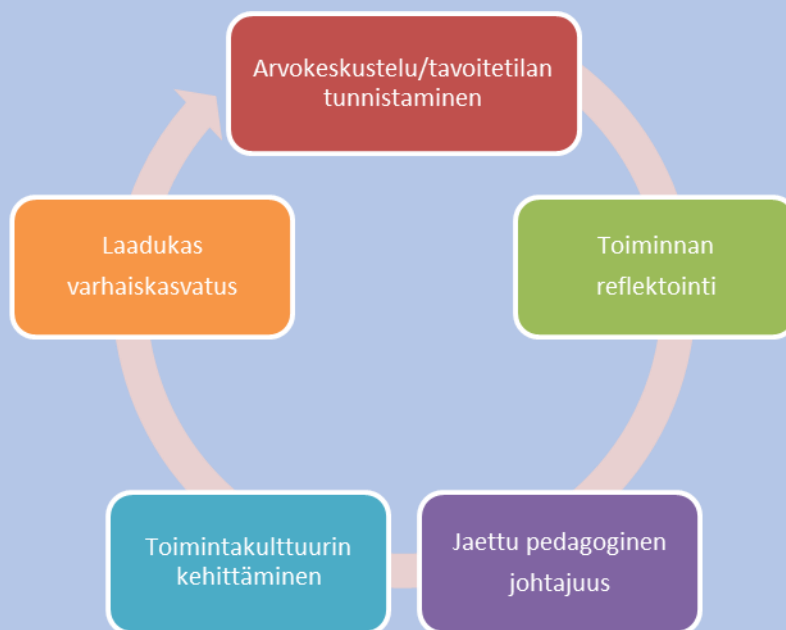 Arvokeskustelu/tavoitetilan
tunnistaminen
Toiminnan
reflektointi
Jaettu pedagoginen
johtajuus
Toimintakulttuurin
kehittäminen
Laadukas
varhaiskasvatus